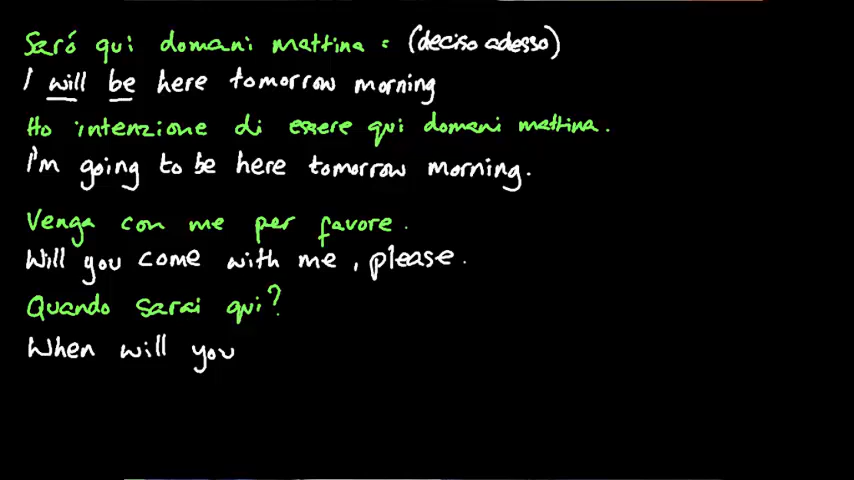 Saró qui domani mattina = (deciso adesso)
I will be here tomorrow morning
Ho intenzione di essere qui domani mattina.
I'm going to be here tomorrow morning.
Venga con me per favore.
Will you come with me, please.
Quando sarai qui?
When will you